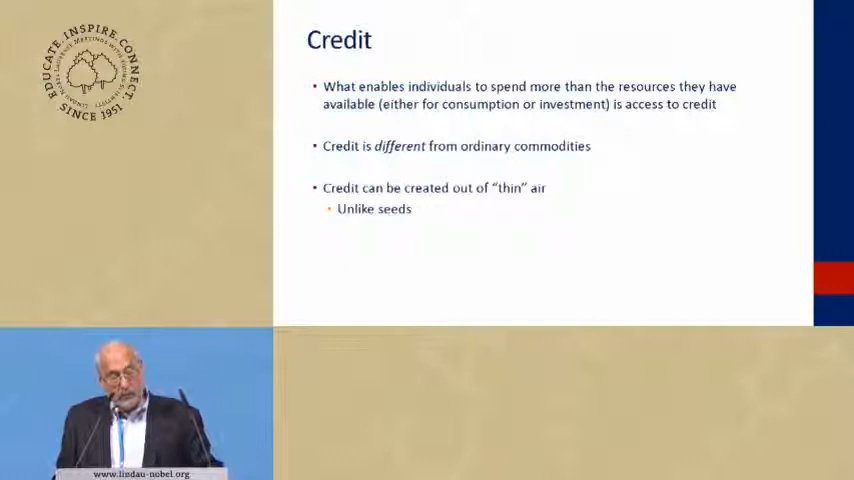 EDUCATE. INSPIRE. CONNECT.
SINCE 1951
Credit
• What enables individuals to spend more than the resources they have
available (either for consumption or investment) is access to credit
• Credit is different from ordinary commodities
• Credit can be created out of “thin” air
• Unlike seeds
www.lindau-nobel.org